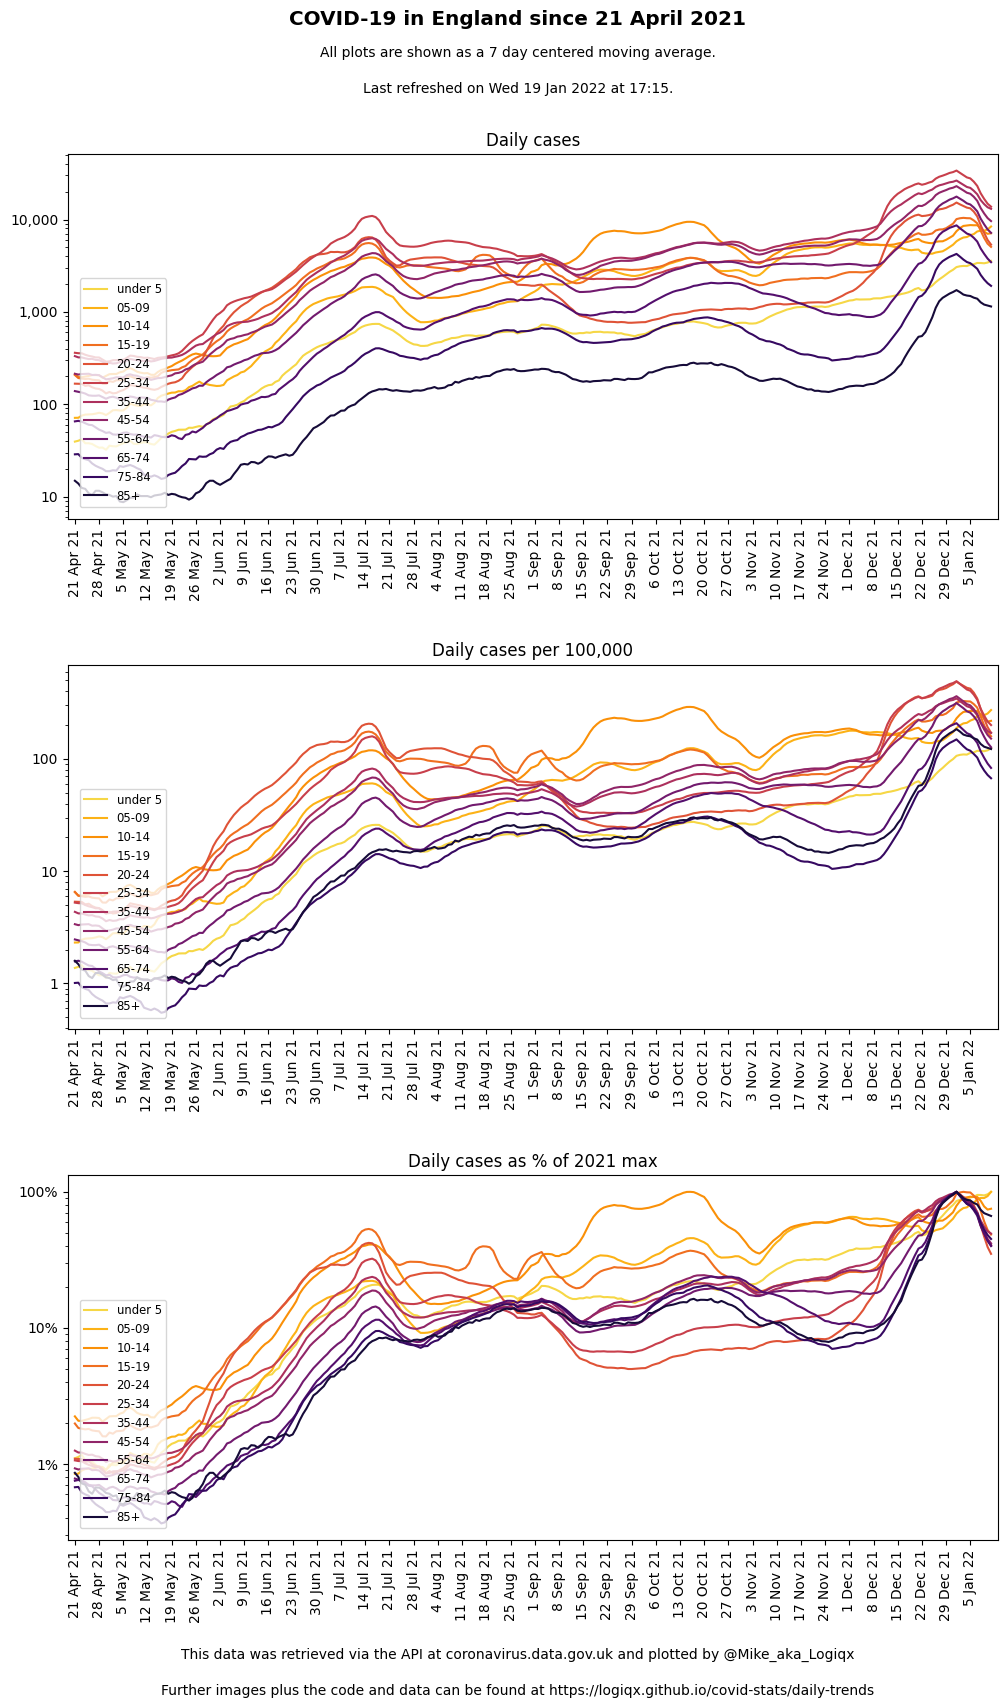 COVID-19 in England since 21 April 2021
All plots are shown as a 7 day centered moving average.
Last refreshed on Wed 19 Jan 2022 at 17:15.
Daily cases
10,000
1,000
100
10
under 5
05-09
10-14
15-19
20-24
25-34
35-44
45-54
55-64
65-74
75-84
85+
21 Apr 21
28 Apr 21
5 May 21
12 May 21
19 May 21
26 May 21
2 Jun 21
9 Jun 21
16 Jun 21
23 Jun 21
30 Jun 21
7 Jul 21
14 Jul 21
21 Jul 21
28 Jul 21
4 Aug 21
11 Aug 21
18 Aug 21
25 Aug 21
1 Sep 21
8 Sep 21
15 Sep 21
22 Sep 21
29 Sep 21
6 Oct 21
13 Oct 21
20 Oct 21
27 Oct 21
3 Nov 21
10 Nov 21
17 Nov 21
24 Nov 21
1 Dec 21
8 Dec 21
15 Dec 21
22 Dec 21
29 Dec 21
5 Jan 22
Daily cases per 100,000
100
10
1
under 5
05-09
10-14
15-19
20-24
25-34
35-44
45-54
55-64
65-74
75-84
85+
21 Apr 21
28 Apr 21
5 May 21
12 May 21
19 May 21
26 May 21
2 Jun 21
9 Jun 21
16 Jun 21
23 Jun 21
30 Jun 21
7 Jul 21
14 Jul 21
21 Jul 21
28 Jul 21
4 Aug 21
11 Aug 21
18 Aug 21
25 Aug 21
1 Sep 21
8 Sep 21
15 Sep 21
22 Sep 21
29 Sep 21
6 Oct 21
13 Oct 21
20 Oct 21
27 Oct 21
3 Nov 21
10 Nov 21
17 Nov 21
24 Nov 21
1 Dec 21
8 Dec 21
15 Dec 21
22 Dec 21
29 Dec 21
5 Jan 22
Daily cases as % of 2021 max
100%
10%
1%
under 5
05-09
10-14
15-19
20-24
25-34
35-44
45-54
55-64
65-74
75-84
85+
21 Apr 21
28 Apr 21
5 May 21
12 May 21
19 May 21
26 May 21
2 Jun 21
9 Jun 21
16 Jun 21
23 Jun 21
30 Jun 21
7 Jul 21
14 Jul 21
21 Jul 21
28 Jul 21
4 Aug 21
11 Aug 21
18 Aug 21
25 Aug 21
1 Sep 21
8 Sep 21
15 Sep 21
22 Sep 21
29 Sep 21
6 Oct 21
13 Oct 21
20 Oct 21
27 Oct 21
3 Nov 21
10 Nov 21
17 Nov 21
24 Nov 21
1 Dec 21
8 Dec 21
15 Dec 21
22 Dec 21
29 Dec 21
5 Jan 22
This data was retrieved via the API at coronavirus.data.gov.uk and plotted by @Mike_aka_Logiqx
Further images plus the code and data can be found at https://logiqx.github.io/covid-stats/daily-trends